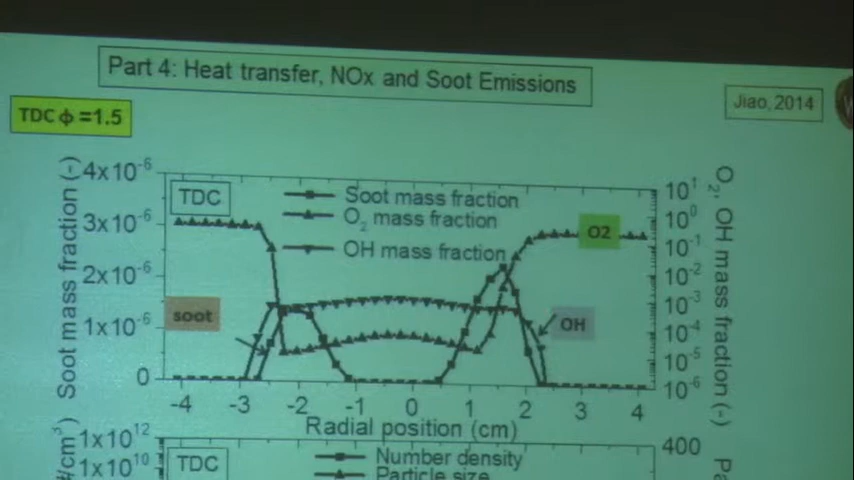 Part 4: Heat transfer, NOx and Soot Emissions
Jiao, 2014
TDC ϕ =1.5
Soot mass fraction (-)
4x10⁻⁶
3x10⁻⁶
2x10⁻⁶
1x10⁻⁶
0
TDC
Soot mass fraction
O₂ mass fraction
OH mass fraction
soot
O2
OH
10¹
10⁰
10⁻¹
10⁻²
10⁻³
10⁻⁴
10⁻⁵
10⁻⁶
O₂, OH mass fraction (-)
-4 -3 -2 -1 0 1 2 3 4
Radial position (cm)
#/cm³)
1x10¹²
1x10¹⁰
TDC
Number density
Particle size
400
Pa